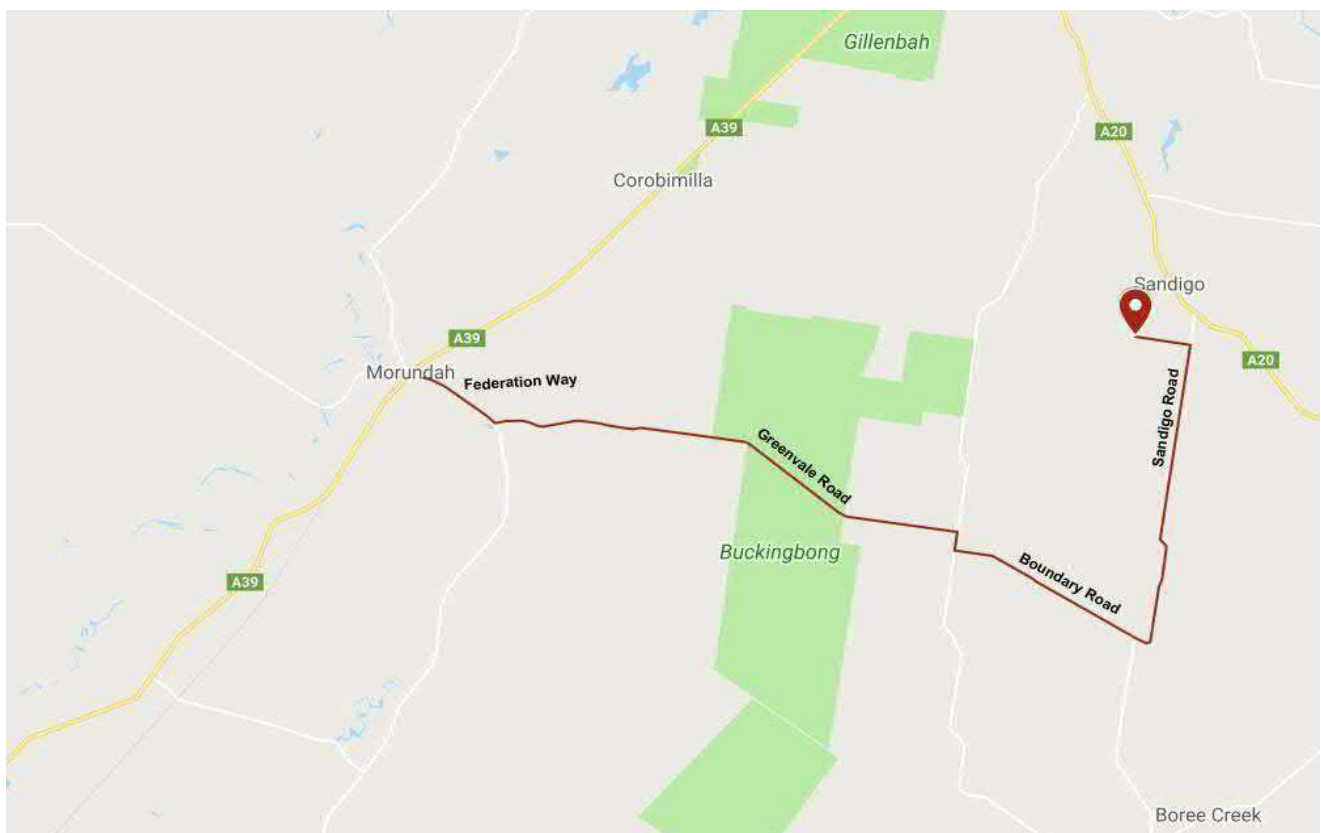 Gillenbah
A39
A20
Corobimilla
Sandigo
A39
A20
Morundah
Federation Way
Sandigo Road
Greenvale Road
Buckingbong
A39
Boundary Road
Boree Creek